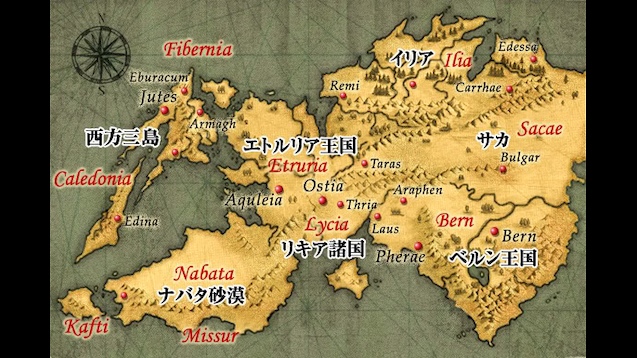 Fibernia
イリア
Ilia
Edessa
Eburacum
Remi
Carrhae
Jutes
Armagh
西方三島
エトルリア王国
サカ
Sacae
Etruria
Taras
Bulgar
Caledonia
Ostia
Aquleia
Araphen
Thria
Edina
Lycia
Laus
Bern
Bern
リキア諸国
Pherae
ベルン王国
Nabata
ナバタ砂漠
Kafti
Missur